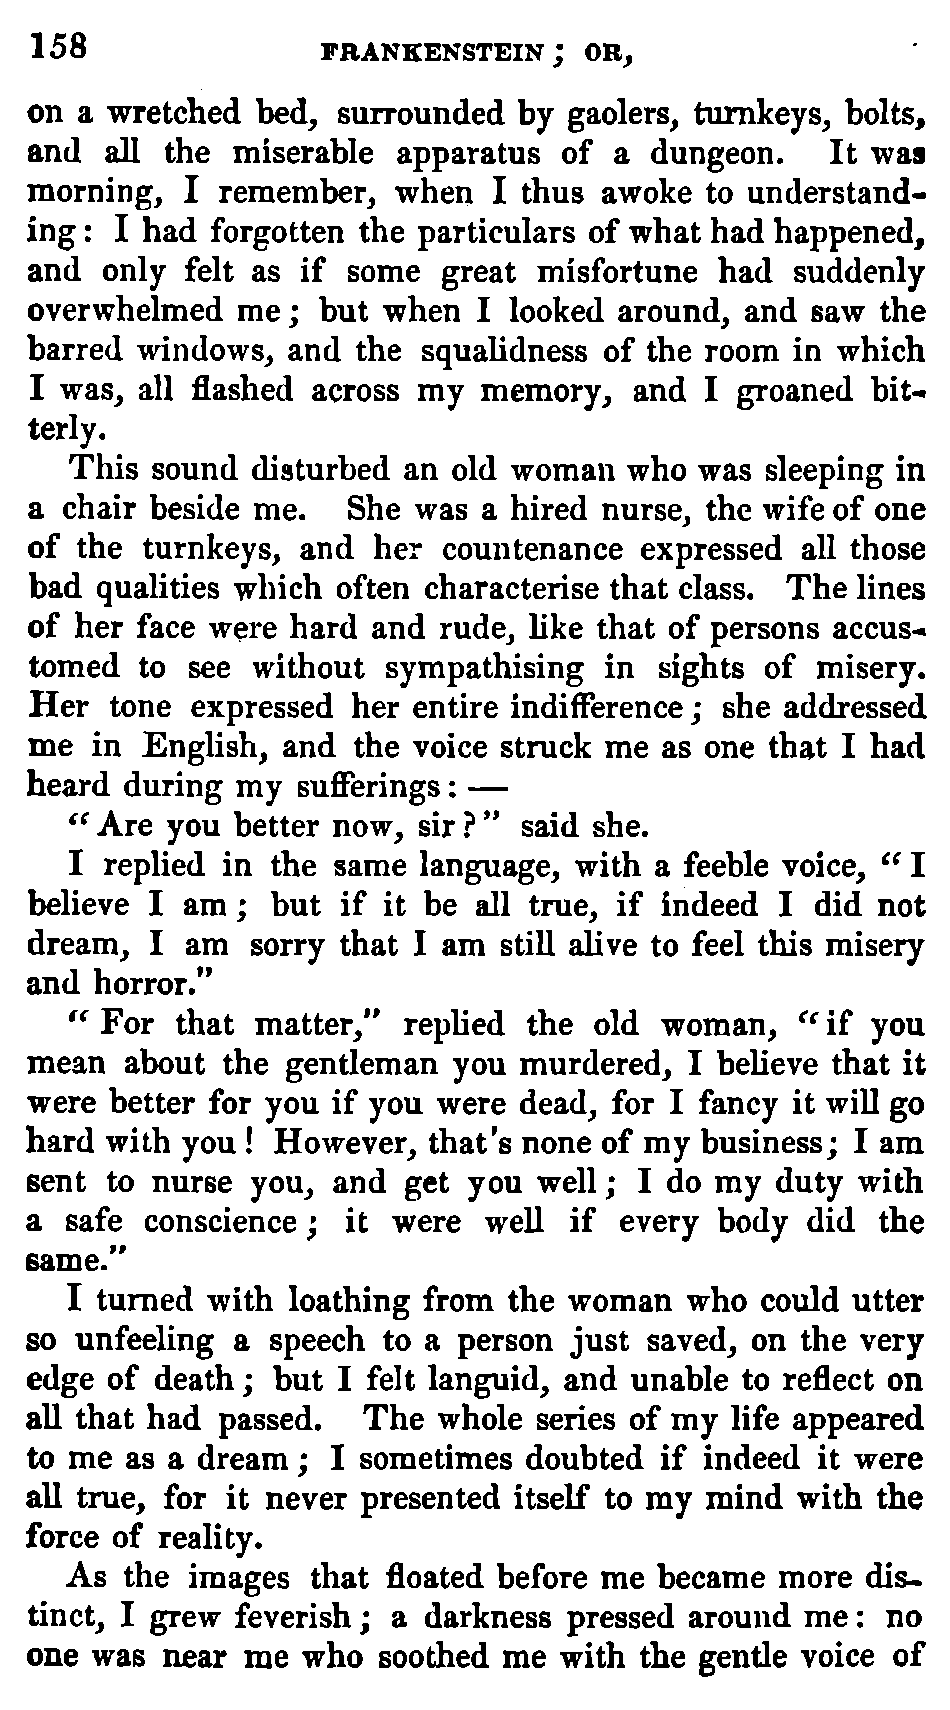 158 FRANKENSTEIN; OR,
on a wretched bed, surrounded by gaolers, turnkeys, bolts,
and all the miserable apparatus of a dungeon. It was
morning, I remember, when I thus awoke to understand-
ing: I had forgotten the particulars of what had happened,
and only felt as if some great misfortune had suddenly
overwhelmed me; but when I looked around, and saw the
barred windows, and the squalidness of the room in which
I was, all flashed across my memory, and I groaned bit-
terly.
This sound disturbed an old woman who was sleeping in
a chair beside me. She was a hired nurse, the wife of one
of the turnkeys, and her countenance expressed all those
bad qualities which often characterise that class. The lines
of her face were hard and rude, like that of persons accus-
tomed to see without sympathising in sights of misery.
Her tone expressed her entire indifference; she addressed
me in English, and the voice struck me as one that I had
heard during my sufferings: —
"Are you better now, sir?" said she.
I replied in the same language, with a feeble voice, "I
believe I am; but if it be all true, if indeed I did not
dream, I am sorry that I am still alive to feel this misery
and horror."
"For that matter," replied the old woman, "if you
mean about the gentleman you murdered, I believe that it
were better for you if you were dead, for I fancy it will go
hard with you! However, that's none of my business; I am
sent to nurse you, and get you well; I do my duty with
a safe conscience; it were well if every body did the
same."
I turned with loathing from the woman who could utter
so unfeeling a speech to a person just saved, on the very
edge of death; but I felt languid, and unable to reflect on
all that had passed. The whole series of my life appeared
to me as a dream; I sometimes doubted if indeed it were
all true, for it never presented itself to my mind with the
force of reality.
As the images that floated before me became more dis-
tinct, I grew feverish; a darkness pressed around me: no
one was near me who soothed me with the gentle voice of